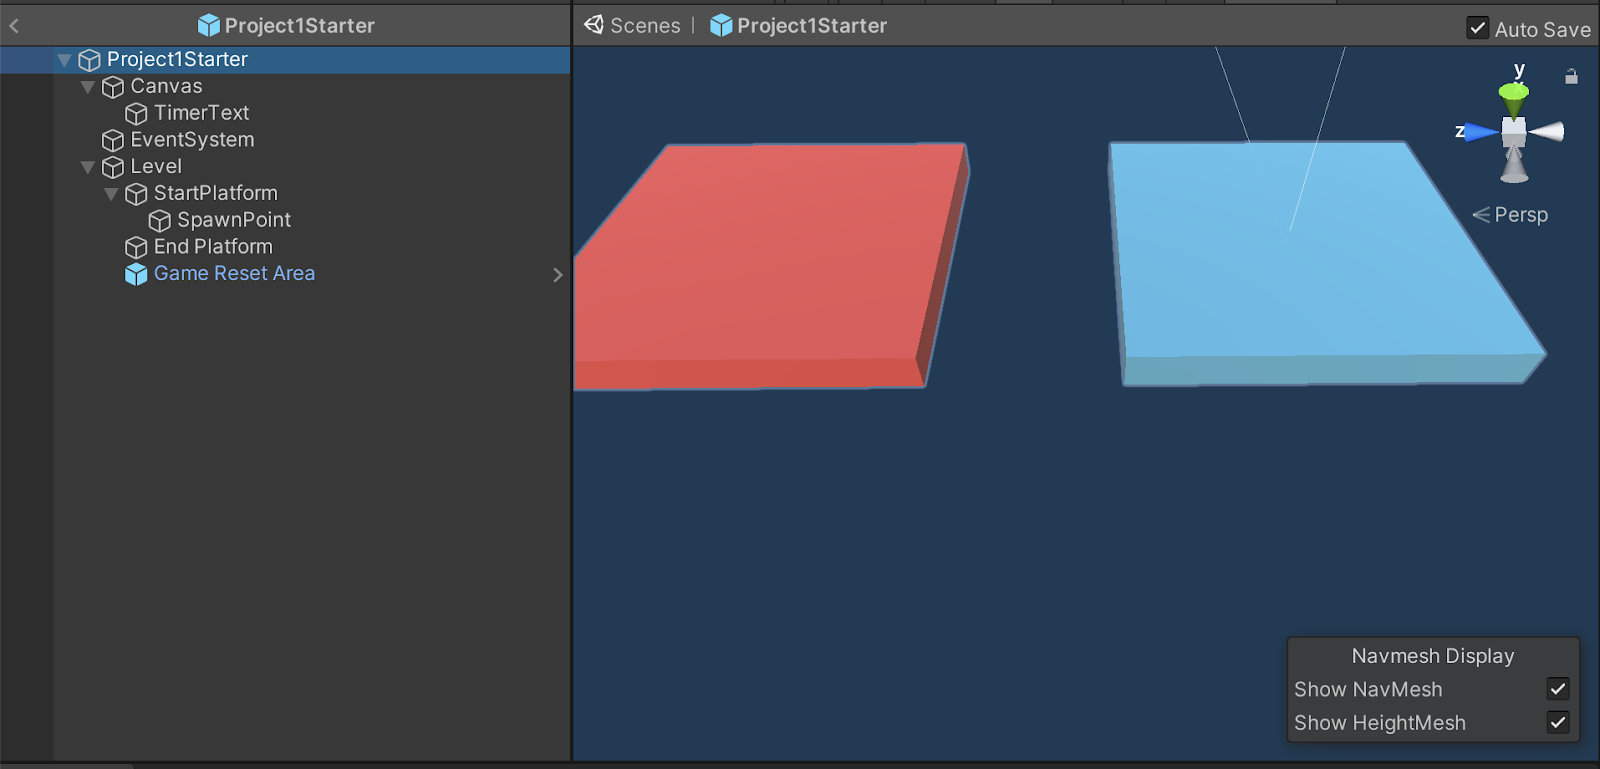 Project1Starter
Project1Starter
Canvas
TimerText
EventSystem
Level
StartPlatform
SpawnPoint
End Platform
Game Reset Area
Scenes | Project1Starter
Auto Save
y
x
z
Persp
Navmesh Display
Show NavMesh
Show HeightMesh